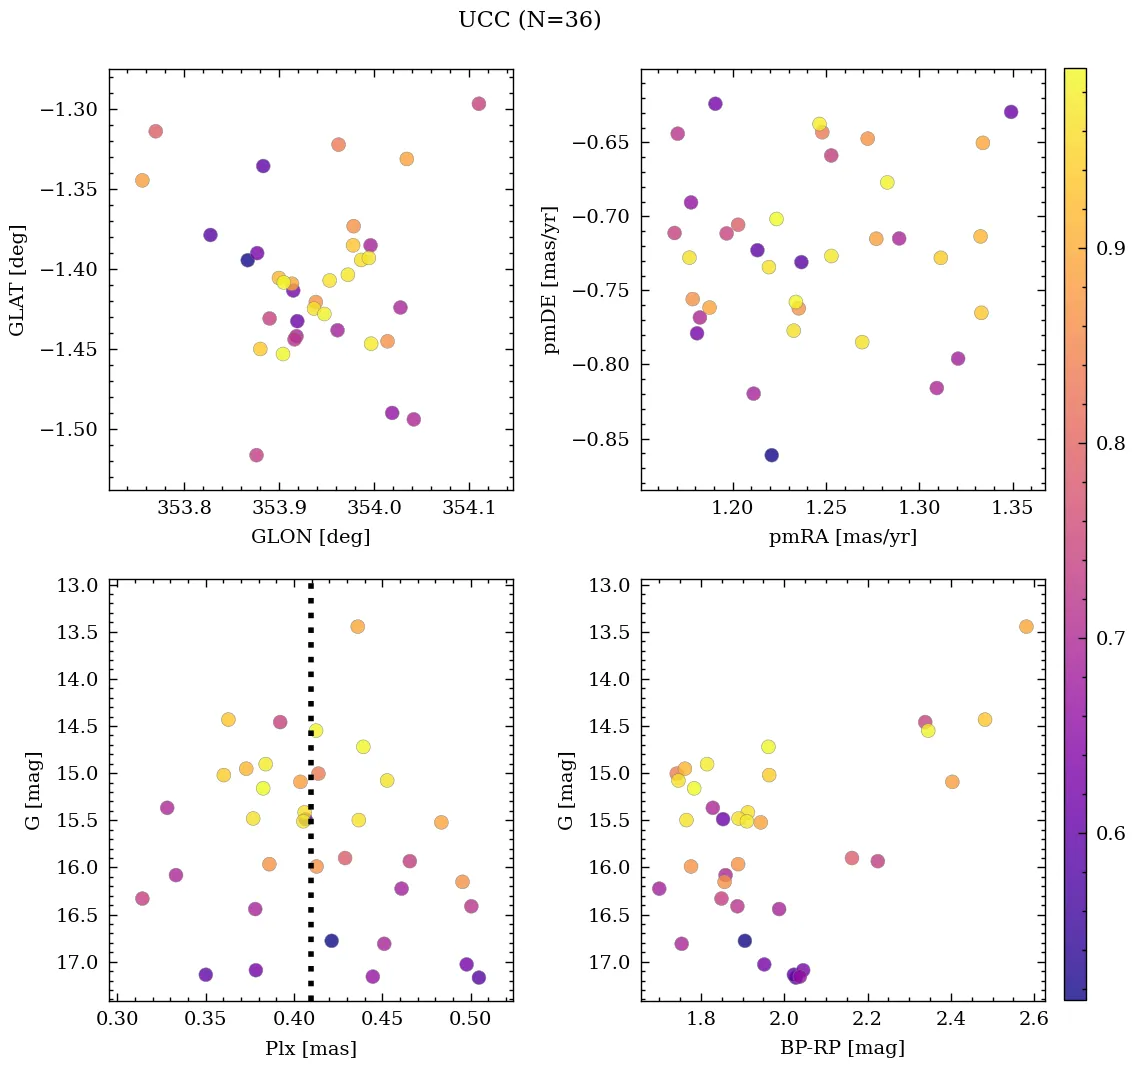 UCC (N=36)
−1.30
−1.35
−1.40
−1.45
−1.50
GLAT [deg]
353.8 353.9 354.0 354.1
GLON [deg]
−0.65
−0.70
−0.75
−0.80
−0.85
pmDE [mas/yr]
1.20 1.25 1.30 1.35
pmRA [mas/yr]
0.9
0.8
0.7
0.6
13.0
13.5
14.0
14.5
15.0
15.5
16.0
16.5
17.0
G [mag]
0.30 0.35 0.40 0.45 0.50
Plx [mas]
13.0
13.5
14.0
14.5
15.0
15.5
16.0
16.5
17.0
G [mag]
1.8 2.0 2.2 2.4 2.6
BP-RP [mag]